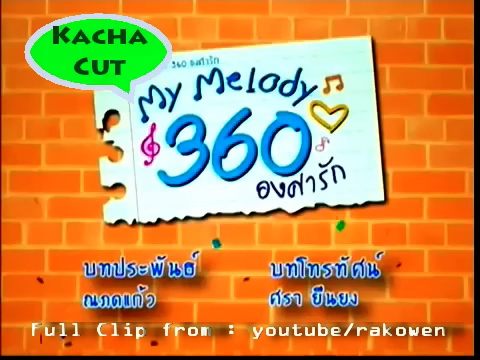 KACHA
CUT
360 องศารัก
My Melody
360
องศารัก
บทประพันธ์
ณภดแก้ว
บทโทรทัศน์
ศรา ยืนยง
Full Clip from : youtube/rakowen